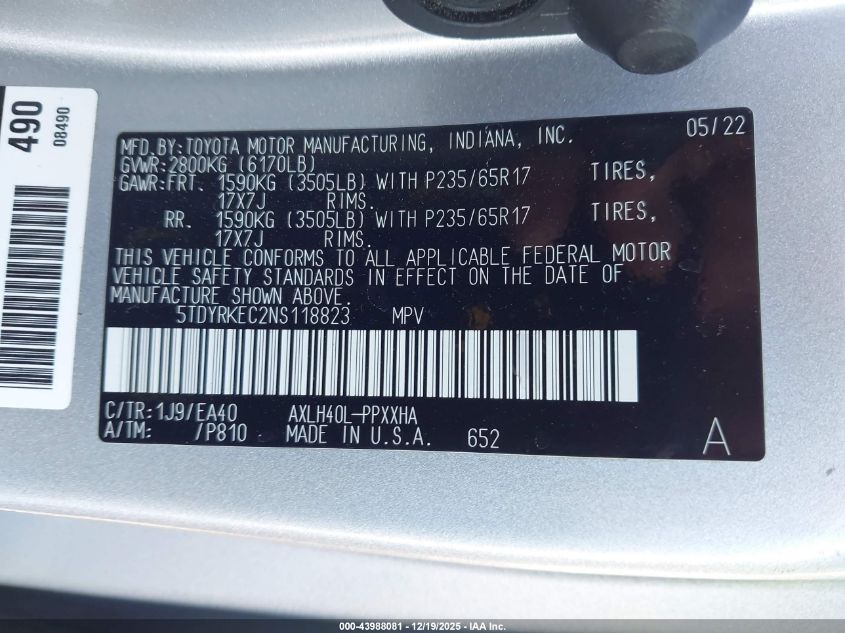 490
08490
MFD.BY:TOYOTA MOTOR MANUFACTURING, INDIANA, INC. 05/22
GVWR:2800KG (6170LB)
GAWR:FRT. 1590KG (3505LB) WITH P235/65R17 TIRES,
17X7J RIMS.
RR. 1590KG (3505LB) WITH P235/65R17 TIRES,
17X7J RIMS.
THIS VEHICLE CONFORMS TO ALL APPLICABLE FEDERAL MOTOR
VEHICLE SAFETY STANDARDS IN EFFECT ON THE DATE OF
MANUFACTURE SHOWN ABOVE.
5TDYRKEC2NS118823 MPV
C/TR:1J9/EA40 AXLH40L-PPXXHA
A/TM: /P810 MADE IN U.S.A. 652 A
000-43988081 - 12/19/2025 - IAA Inc.